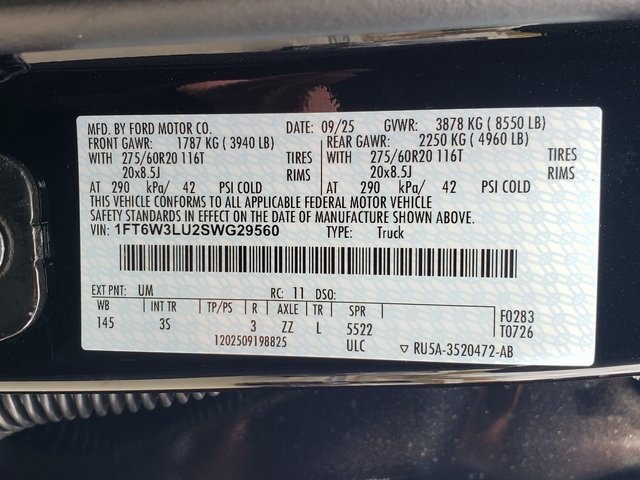 MFD. BY FORD MOTOR CO. DATE: 09/25 GVWR: 3878 KG ( 8550 LB)
FRONT GAWR: 1787 KG ( 3940 LB) REAR GAWR: 2250 KG ( 4960 LB)
WITH 275/60R20 116T TIRES WITH 275/60R20 116T TIRES
20x8.5J RIMS 20x8.5J RIMS
AT 290 kPa/ 42 PSI COLD AT 290 kPa/ 42 PSI COLD
THIS VEHICLE CONFORMS TO ALL APPLICABLE FEDERAL MOTOR VEHICLE
SAFETY STANDARDS IN EFFECT ON THE DATE OF MANUFACTURE SHOWN ABOVE.
VIN: 1FT6W3LU2SWG29560 TYPE: Truck
EXT PNT: UM RC: 11 DSO:
WB INT TR TP/PS R AXLE TR SPR F0283
145 3S 3 ZZ L 5522 T0726
1202509198825 ULC ▽ RU5A-3520472-AB